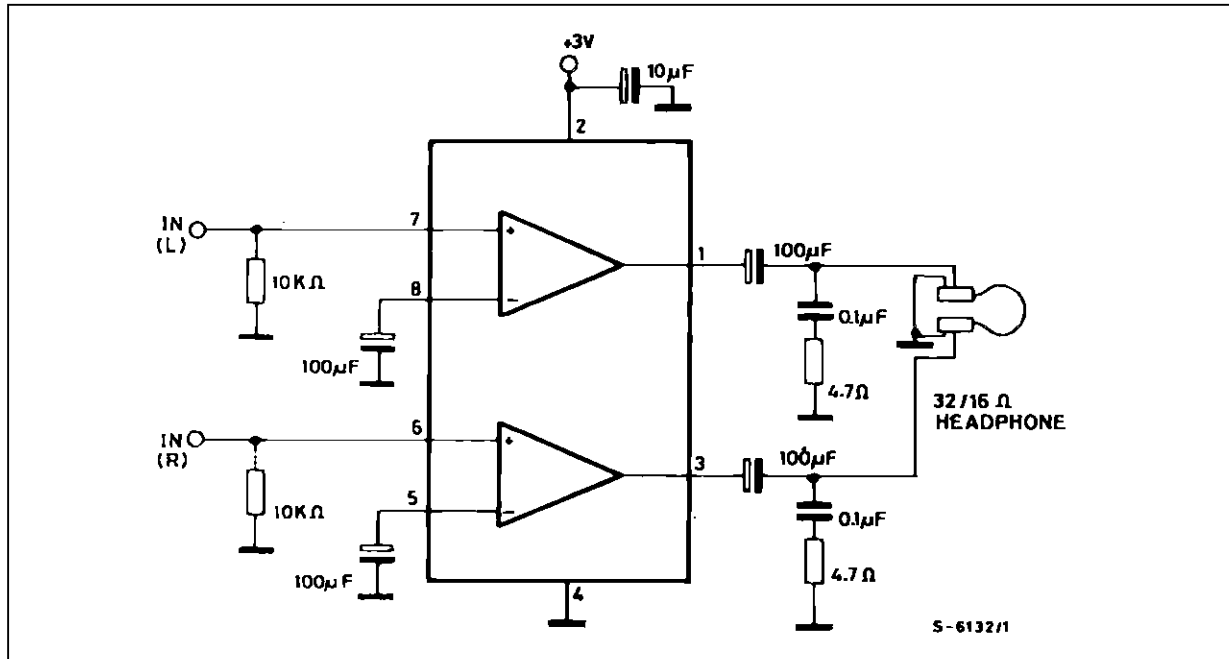 +3V
10µF
2
IN
(L)
7
10KΩ
+
1
100µF
8
-
0.1µF
100µF
4.7Ω
32/16 Ω
HEADPHONE
IN
(R)
6
+
3
100µF
10KΩ
5
-
0.1µF
100µF
4.7Ω
4
S-6132/1